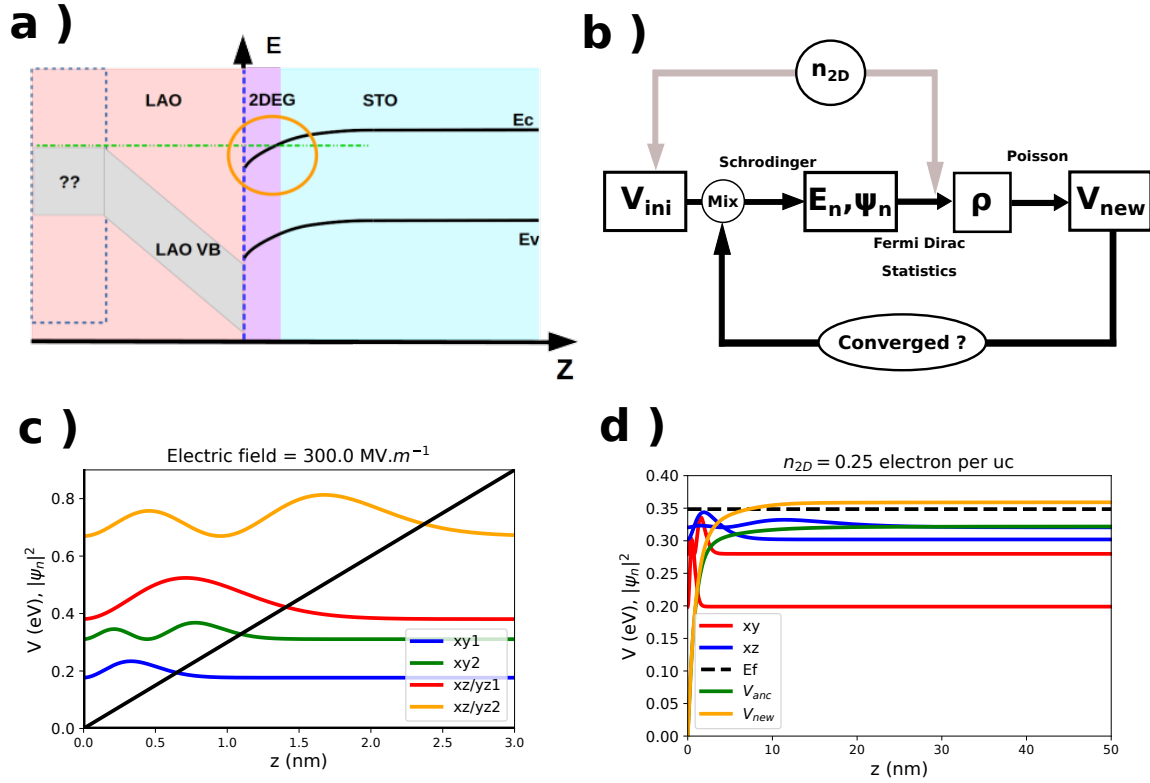 a )
E
LAO
2DEG
STO
Ec
??
LAO VB
Ev
Z
b )
n2D
Schrodinger
Poisson
Vini
Mix
En,ψn
ρ
Vnew
Fermi Dirac
Statistics
Converged ?
c )
Electric field = 300.0 MV.m⁻¹
V (eV), |ψn|²
0.8
0.6
0.4
0.2
0.0
0.0 0.5 1.0 1.5 2.0 2.5 3.0
z (nm)
xy1
xy2
xz/yz1
xz/yz2
d )
n2D = 0.25 electron per uc
V (eV), |ψn|²
0.40
0.35
0.30
0.25
0.20
0.15
0.10
0.05
0.00
0 10 20 30 40 50
z (nm)
xy
xz
Ef
Vanc
Vnew